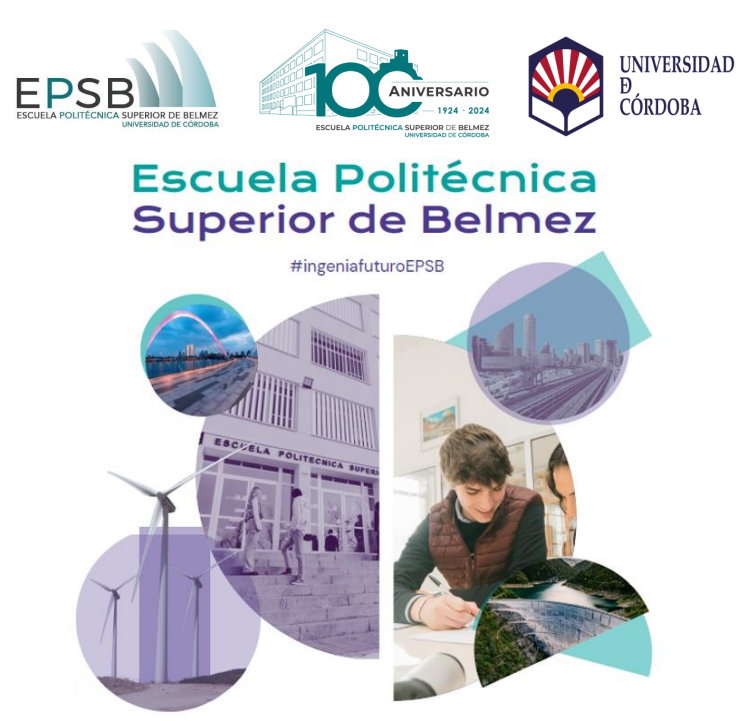 EPSB
ESCUELA POLITÉCNICA SUPERIOR DE BELMEZ
UNIVERSIDAD DE CÓRDOBA
100
ANIVERSARIO
1924 - 2024
ESCUELA POLITÉCNICA SUPERIOR DE BELMEZ
UNIVERSIDAD DE CÓRDOBA
UNIVERSIDAD
Ð
CÓRDOBA
Escuela Politécnica
Superior de Belmez
#ingeniafuturoEPSB
ESCUELA POLITECNICA SUPERI